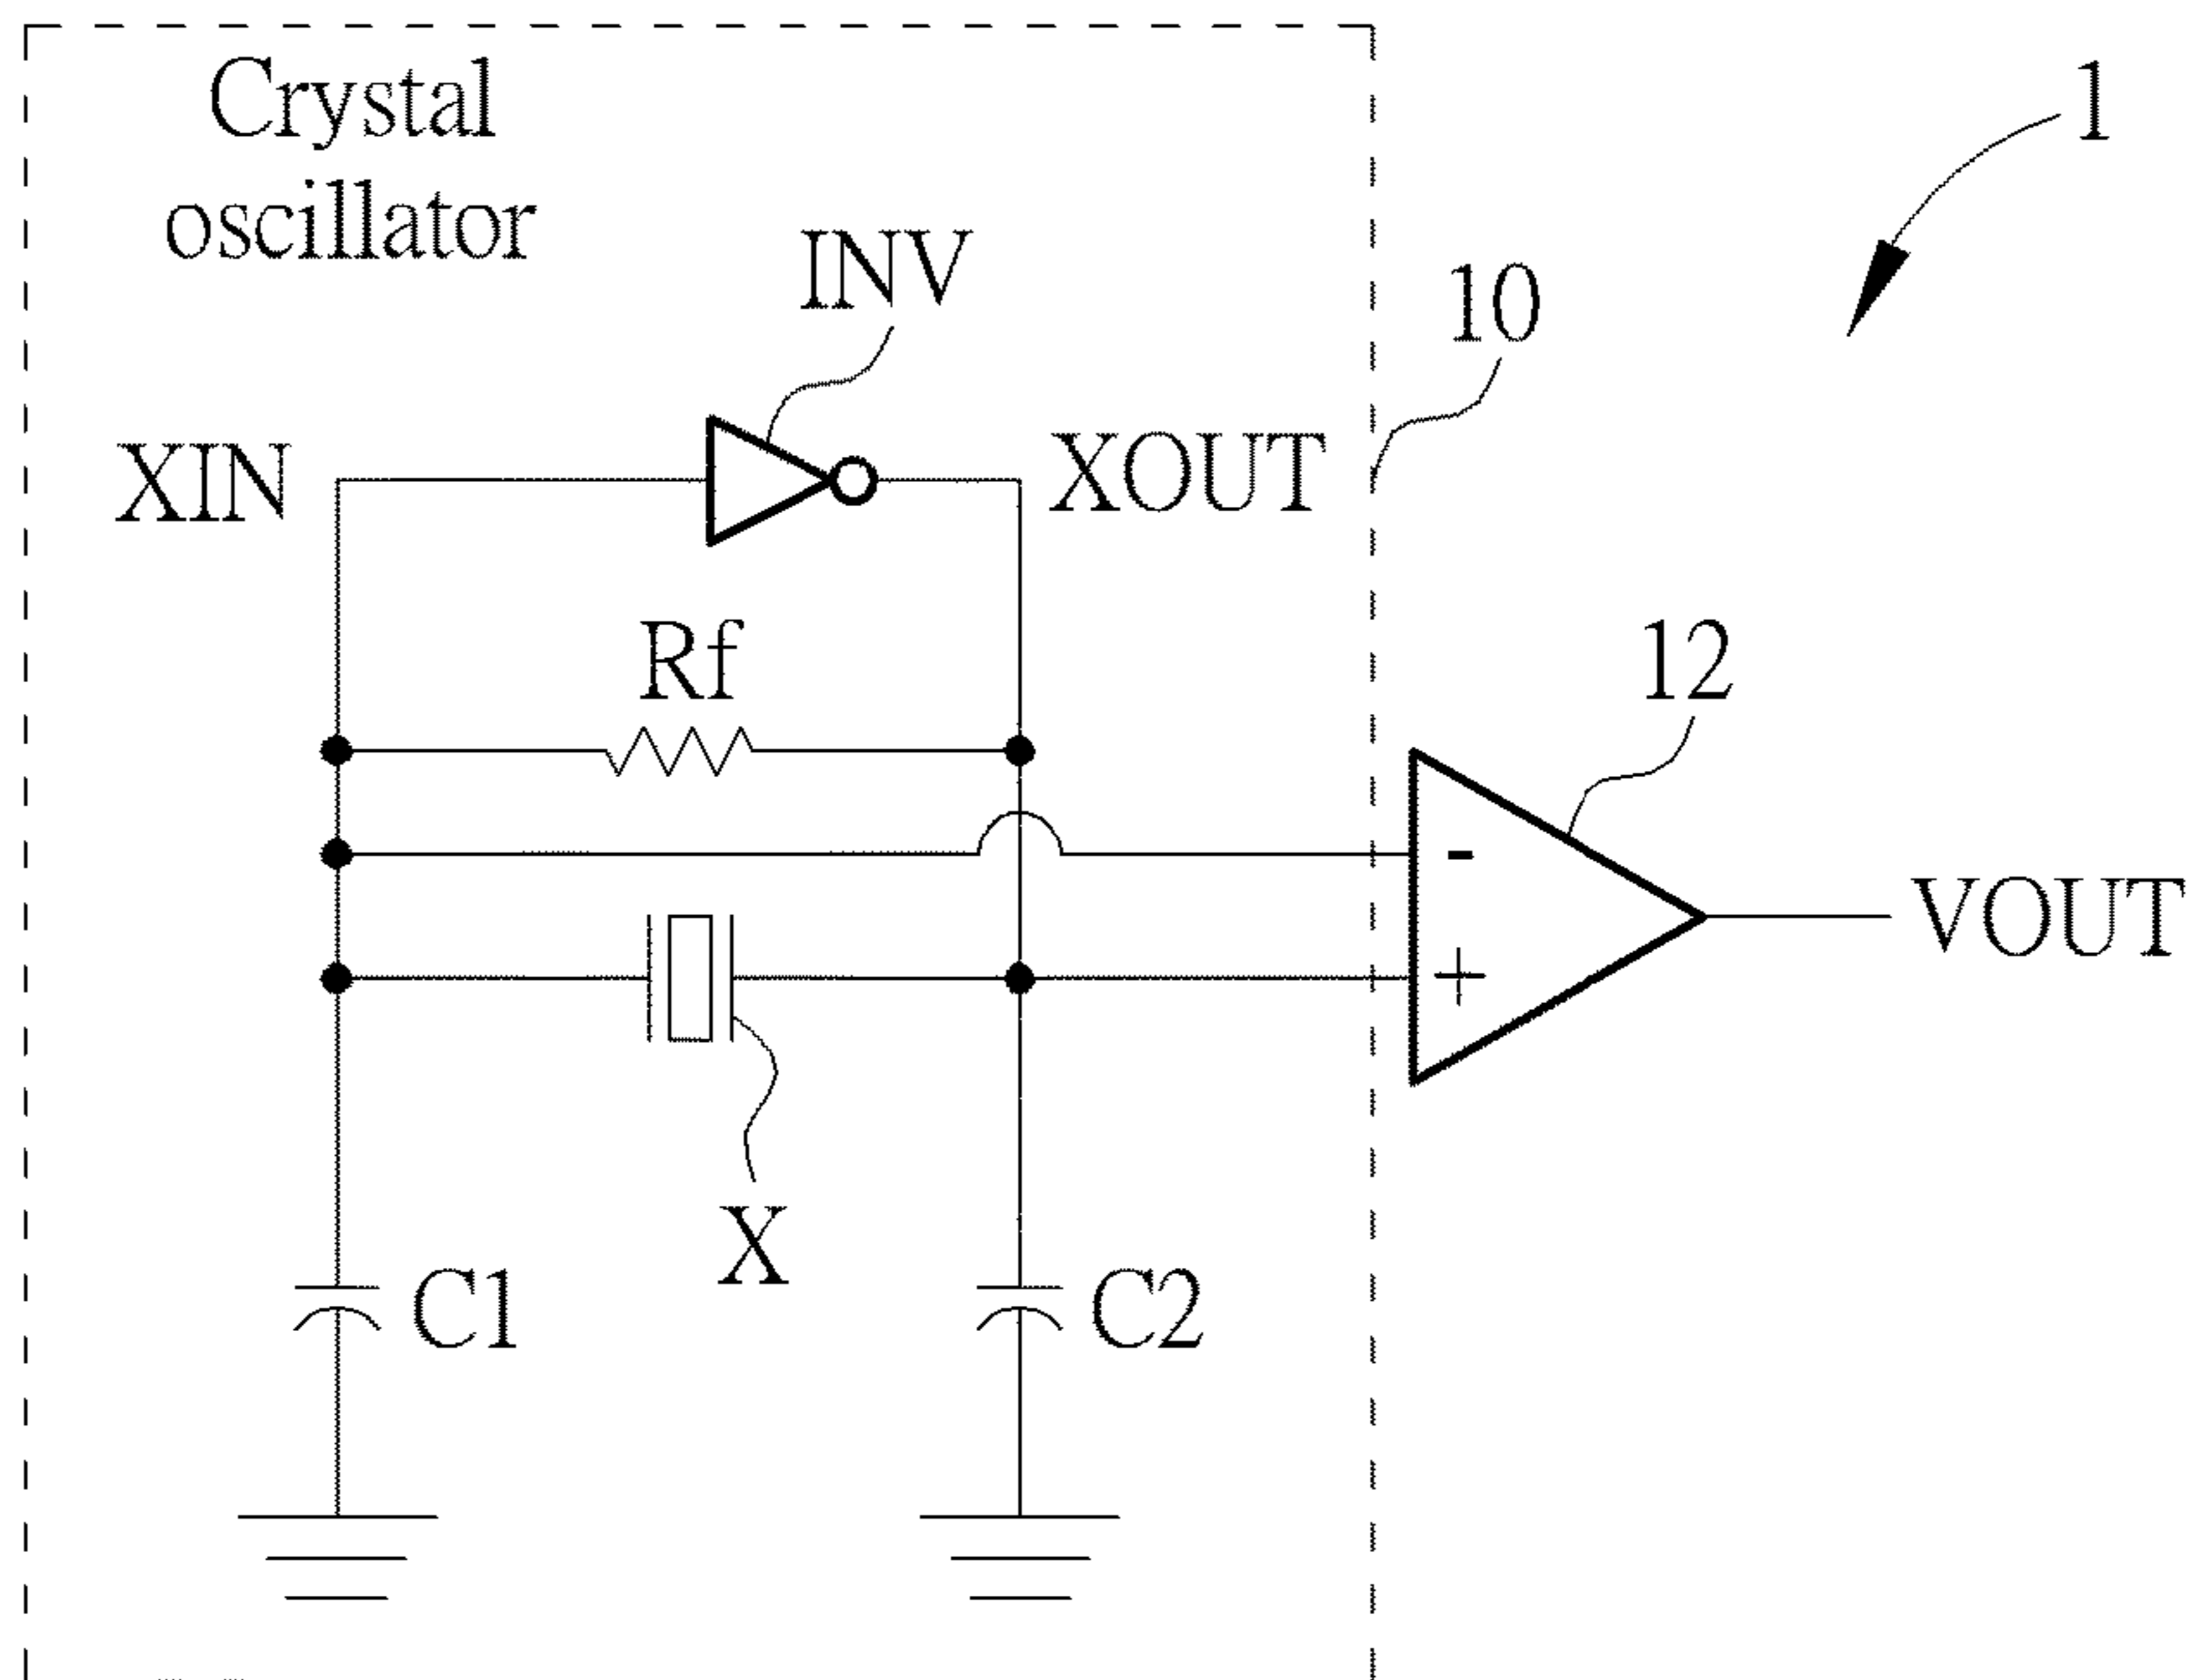 Crystal
oscillator
1
INV
10
XIN
XOUT
Rf
12
-
+
VOUT
X
C1
C2